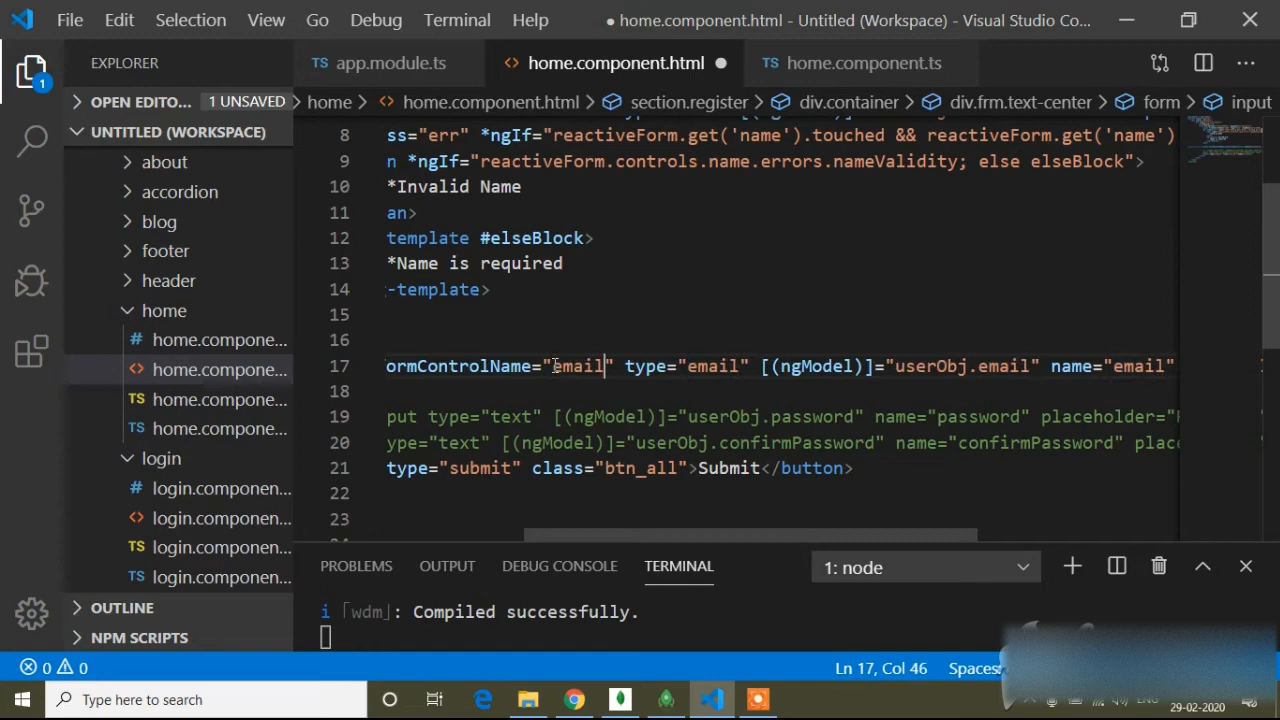 File Edit Selection View Go Debug Terminal Help ● home.component.html - Untitled (Workspace) - Visual Studio Co...
EXPLORER
TS app.module.ts
<> home.component.html ●
TS home.component.ts
1
OPEN EDITO... 1 UNSAVED
home > <> home.component.html > section.register > div.container > div.frm.text-center > form > input
UNTITLED (WORKSPACE)
about
accordion
blog
footer
header
home
# home.compone...
<> home.compone...
TS home.compone...
TS home.compone...
login
# login.componen...
<> login.componen...
TS login.componen...
TS login.componen...
OUTLINE
NPM SCRIPTS
8 ss="err" *ngIf="reactiveForm.get('name').touched && reactiveForm.get('name')
9 n *ngIf="reactiveForm.controls.name.errors.nameValidity; else elseBlock">
10 *Invalid Name
11 an>
12 template #elseBlock>
13 *Name is required
14 -template>
15
16
17 ormControlName="email" type="email" [(ngModel)]="userObj.email" name="email"
18
19 put type="text" [(ngModel)]="userObj.password" name="password" placeholder="
20 ype="text" [(ngModel)]="userObj.confirmPassword" name="confirmPassword" place
21 type="submit" class="btn_all">Submit</button>
22
23
PROBLEMS OUTPUT DEBUG CONSOLE TERMINAL 1: node
i ｢wdm｣: Compiled successfully.
0 0 Ln 17, Col 46 Spaces
Type here to search
ENG
29-02-2020